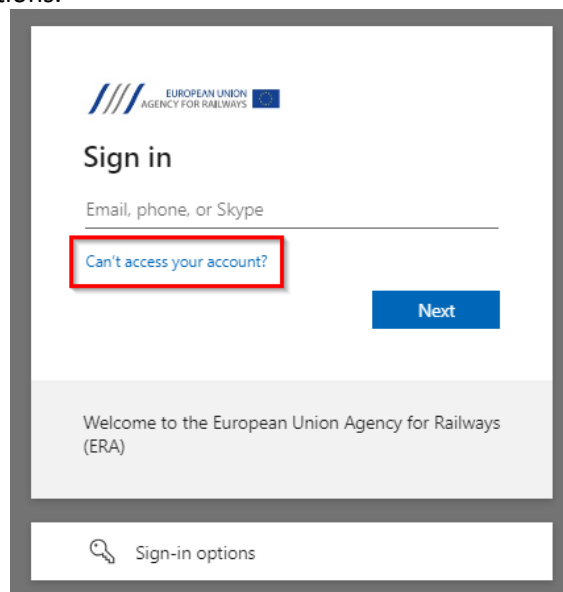 tions.
EUROPEAN UNION
AGENCY FOR RAILWAYS
Sign in
Email, phone, or Skype
Can't access your account?
Next
Welcome to the European Union Agency for Railways
(ERA)
Sign-in options